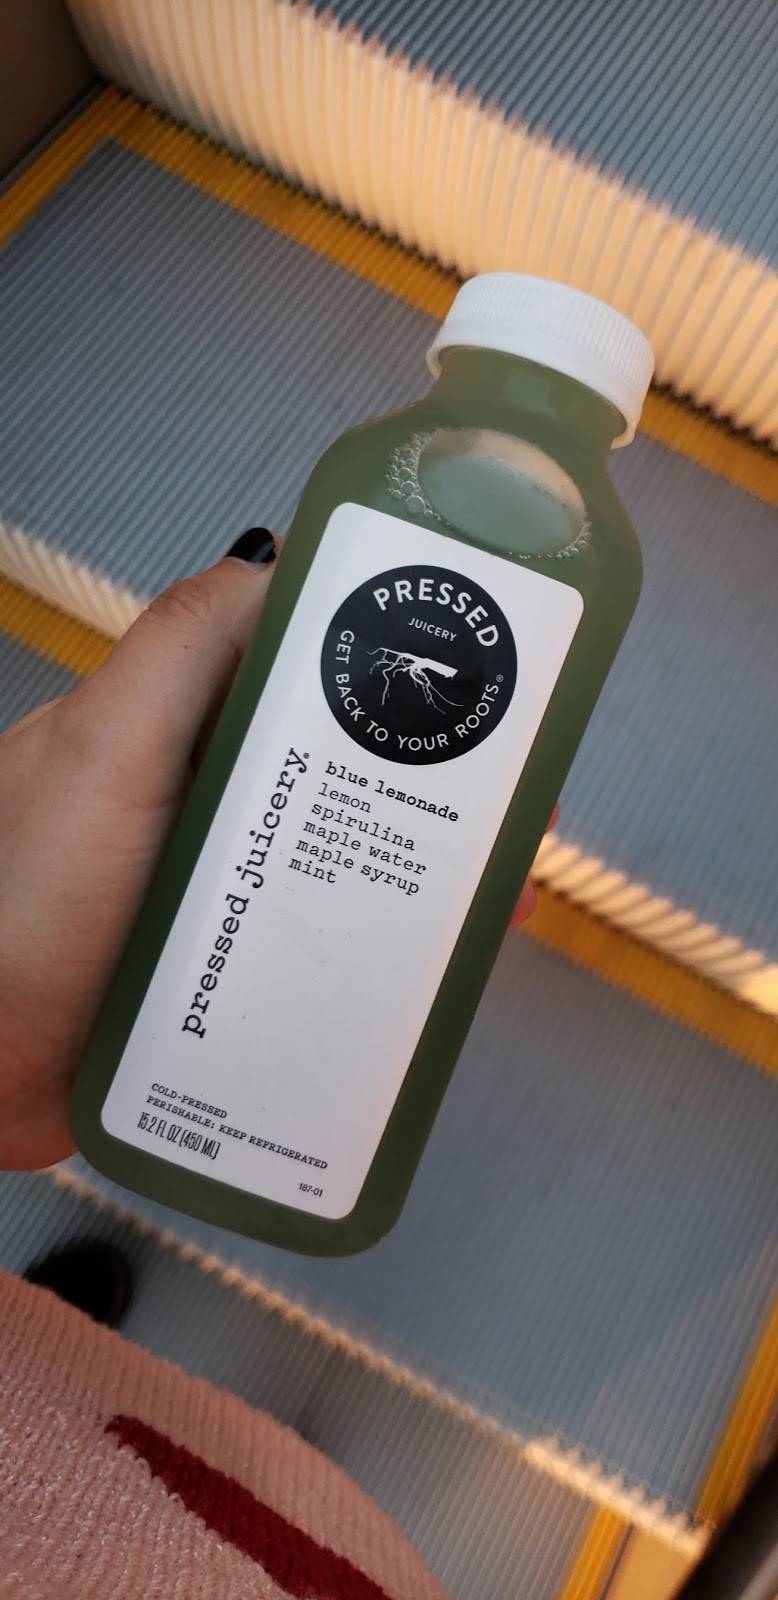 PRESSED
JUICERY
GET BACK TO YOUR ROOTS®
pressed juicery®
blue lemonade
lemon
spirulina
maple water
maple syrup
mint
COLD-PRESSED
PERISHABLE: KEEP REFRIGERATED
15.2 FL OZ (450 ML)
187-01